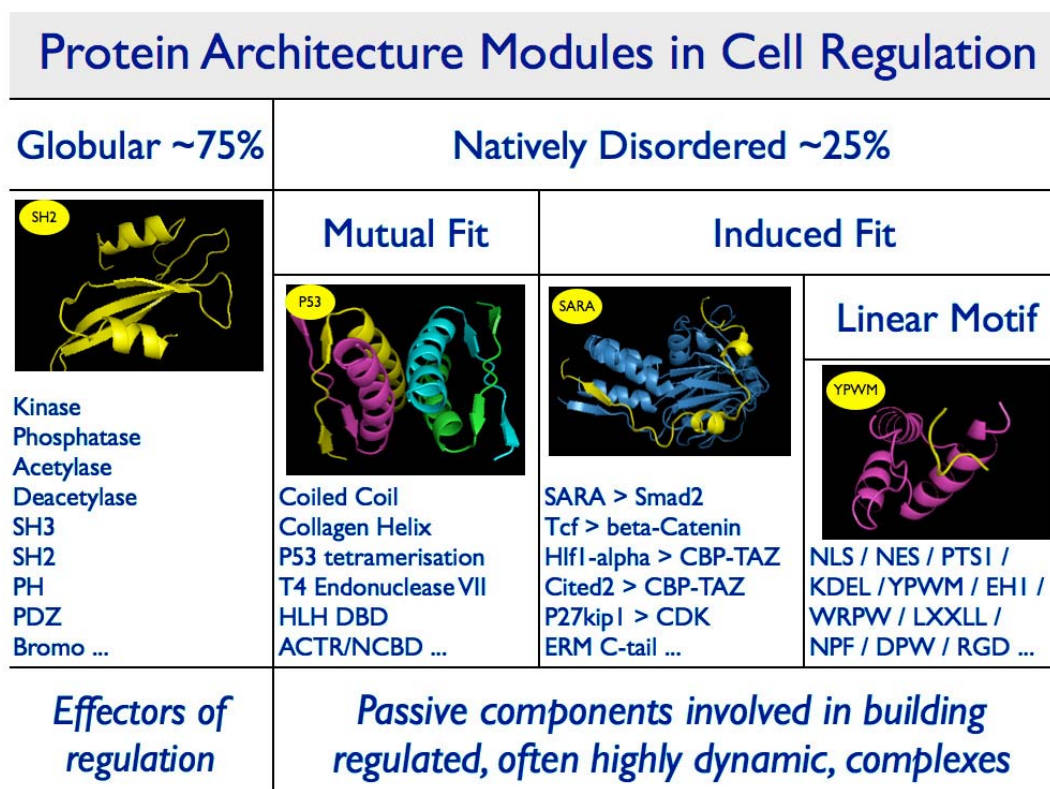 Protein Architecture Modules in Cell Regulation
Globular ~75%
Natively Disordered ~25%
SH2
Kinase
Phosphatase
Acetylase
Deacetylase
SH3
SH2
PH
PDZ
Bromo ...
Mutual Fit
P53
Coiled Coil
Collagen Helix
P53 tetramerisation
T4 Endonuclease VII
HLH DBD
ACTR/NCBD ...
Induced Fit
SARA
SARA > Smad2
Tcf > beta-Catenin
HIf1-alpha > CBP-TAZ
Cited2 > CBP-TAZ
P27kip1 > CDK
ERM C-tail ...
Linear Motif
YPWM
NLS / NES / PTS1 /
KDEL / YPWM / EH1 /
WRPW / LXXLL /
NPF / DPW / RGD ...
Effectors of
regulation
Passive components involved in building
regulated, often highly dynamic, complexes